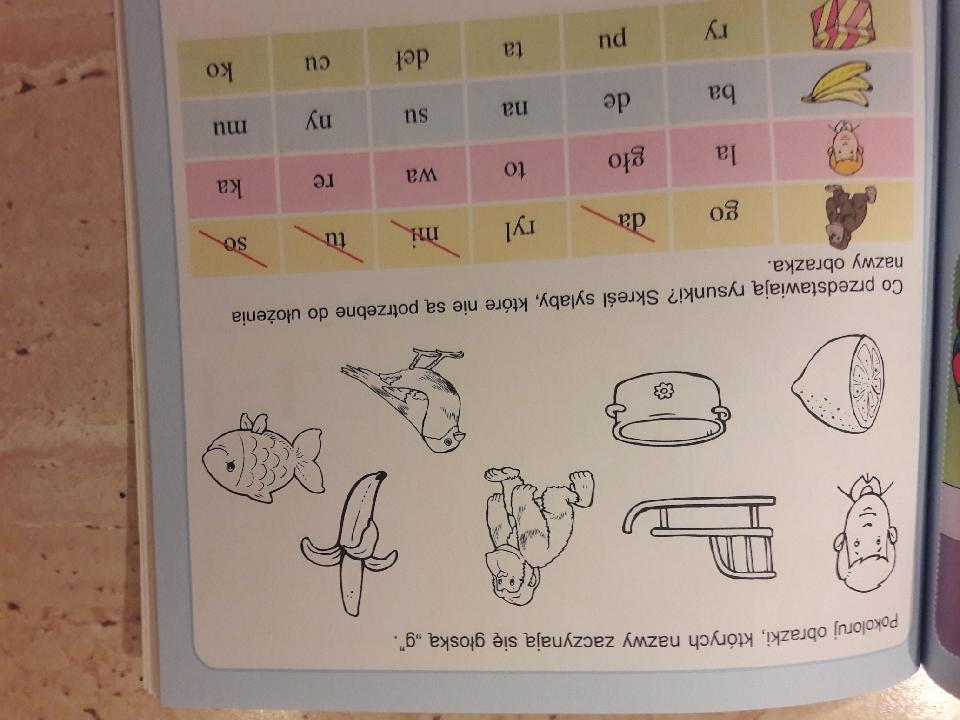 Pokoloruj obrazki, których nazwy zaczynają się głoską „g”.
Co przedstawiają rysunki? Skreśl sylaby, które nie są potrzebne do ułożenia
nazwy obrazka.
go da ryl mi tu so
la gło to wa re ka
ba de na su ny mu
ry pu ta deł cu ko